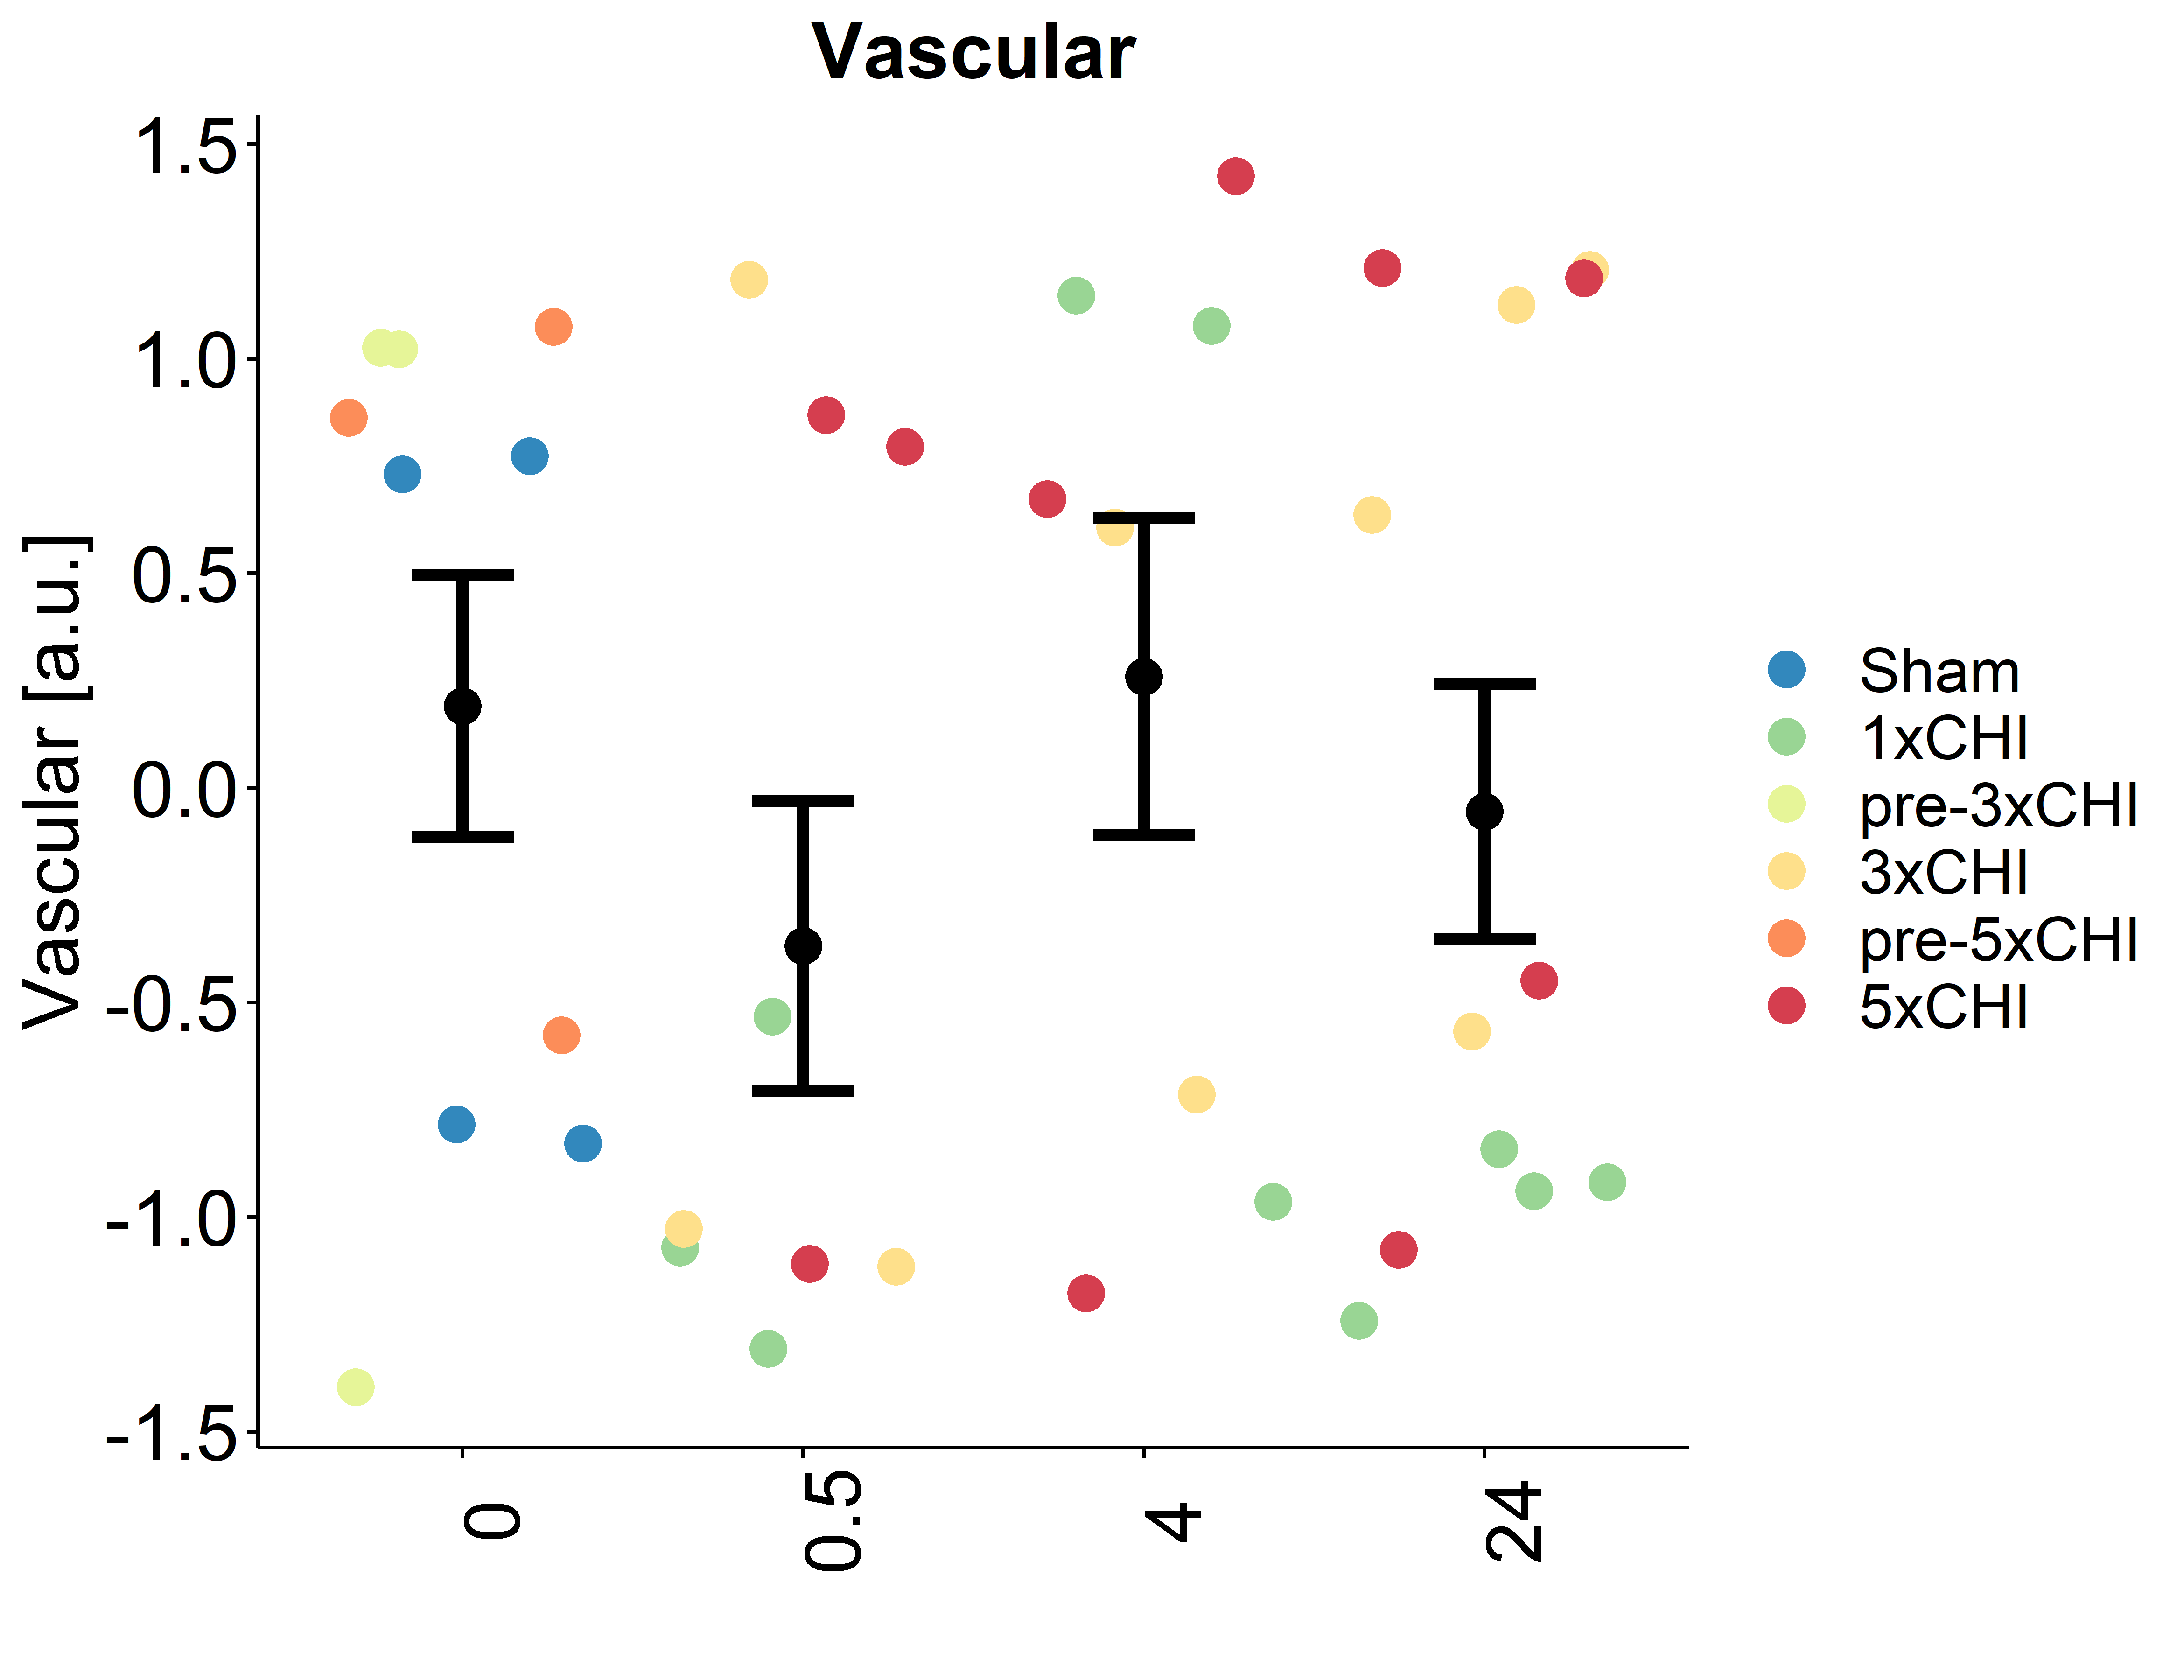 Vascular
Vascular [a.u.]
1.5
1.0
0.5
0.0
-0.5
-1.0
-1.5
0
0.5
4
24
Sham
1xCHI
pre-3xCHI
3xCHI
pre-5xCHI
5xCHI